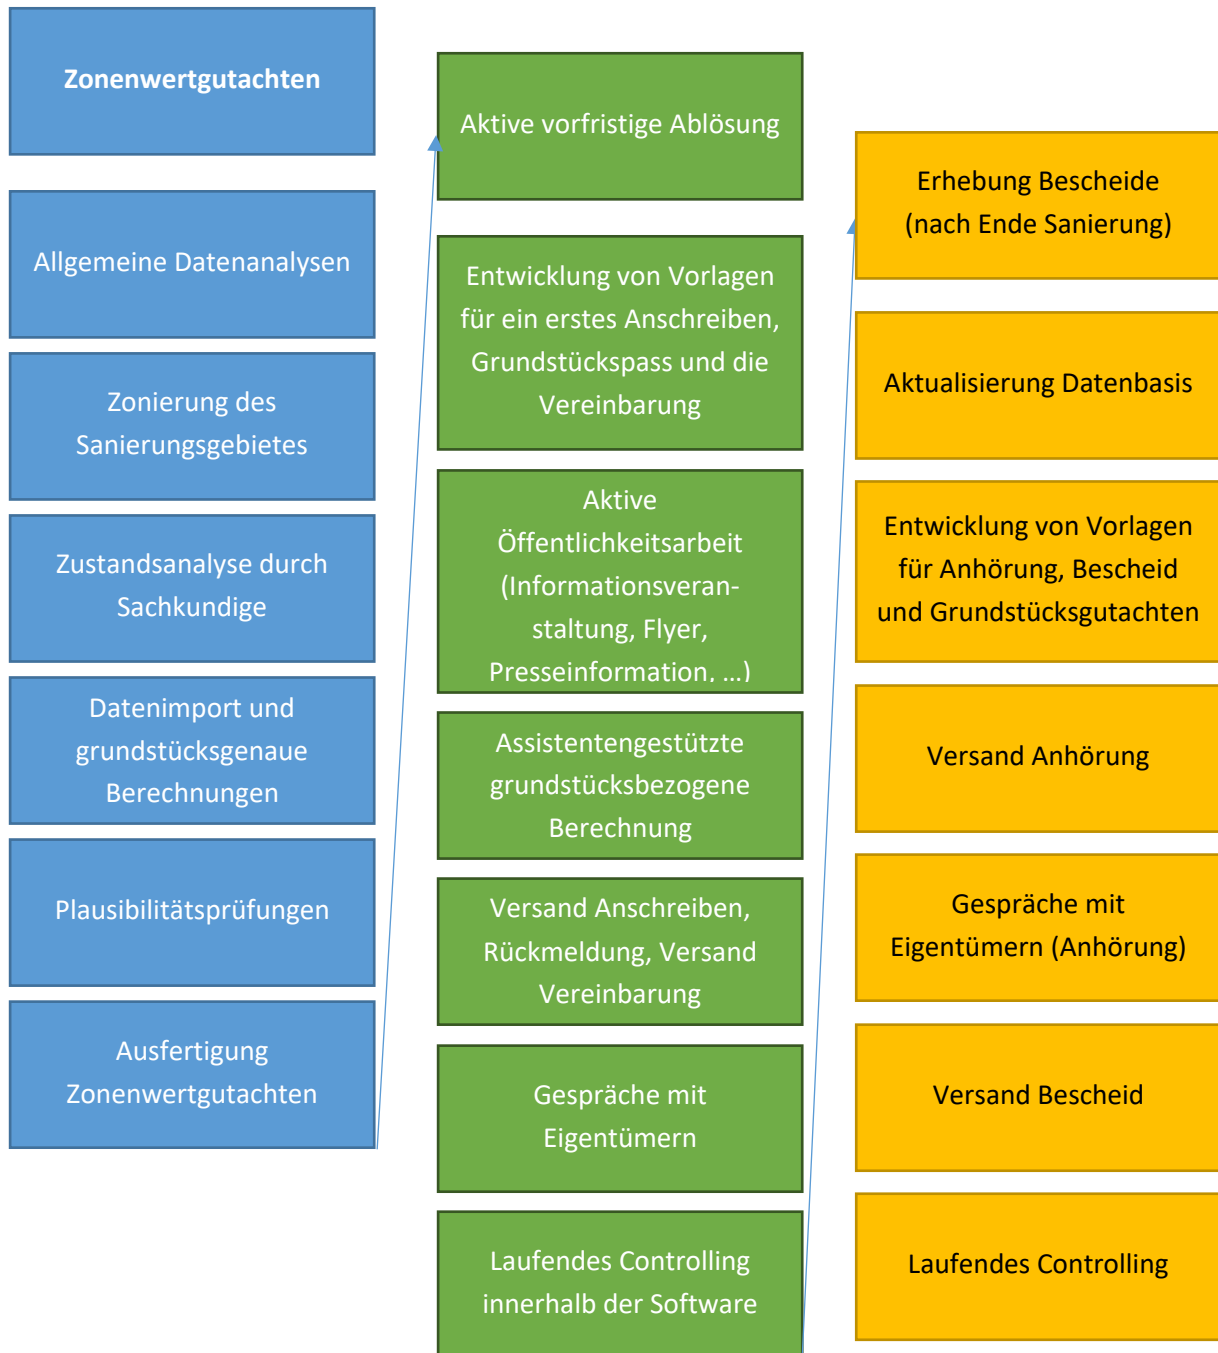 Zonenwertgutachten
Allgemeine Datenanalysen
Zonierung des
Sanierungsgebietes
Zustandsanalyse durch
Sachkundige
Datenimport und
grundstücksgenaue
Berechnungen
Plausibilitätsprüfungen
Ausfertigung
Zonenwertgutachten
Aktive vorfristige Ablösung
Entwicklung von Vorlagen
für ein erstes Anschreiben,
Grundstückspass und die
Vereinbarung
Aktive
Öffentlichkeitsarbeit
(Informationsveran-
staltung, Flyer,
Presseinformation, ...)
Assistentengestützte
grundstücksbezogene
Berechnung
Versand Anschreiben,
Rückmeldung, Versand
Vereinbarung
Gespräche mit
Eigentümern
Laufendes Controlling
innerhalb der Software
Erhebung Bescheide
(nach Ende Sanierung)
Aktualisierung Datenbasis
Entwicklung von Vorlagen
für Anhörung, Bescheid
und Grundstücksgutachten
Versand Anhörung
Gespräche mit
Eigentümern (Anhörung)
Versand Bescheid
Laufendes Controlling